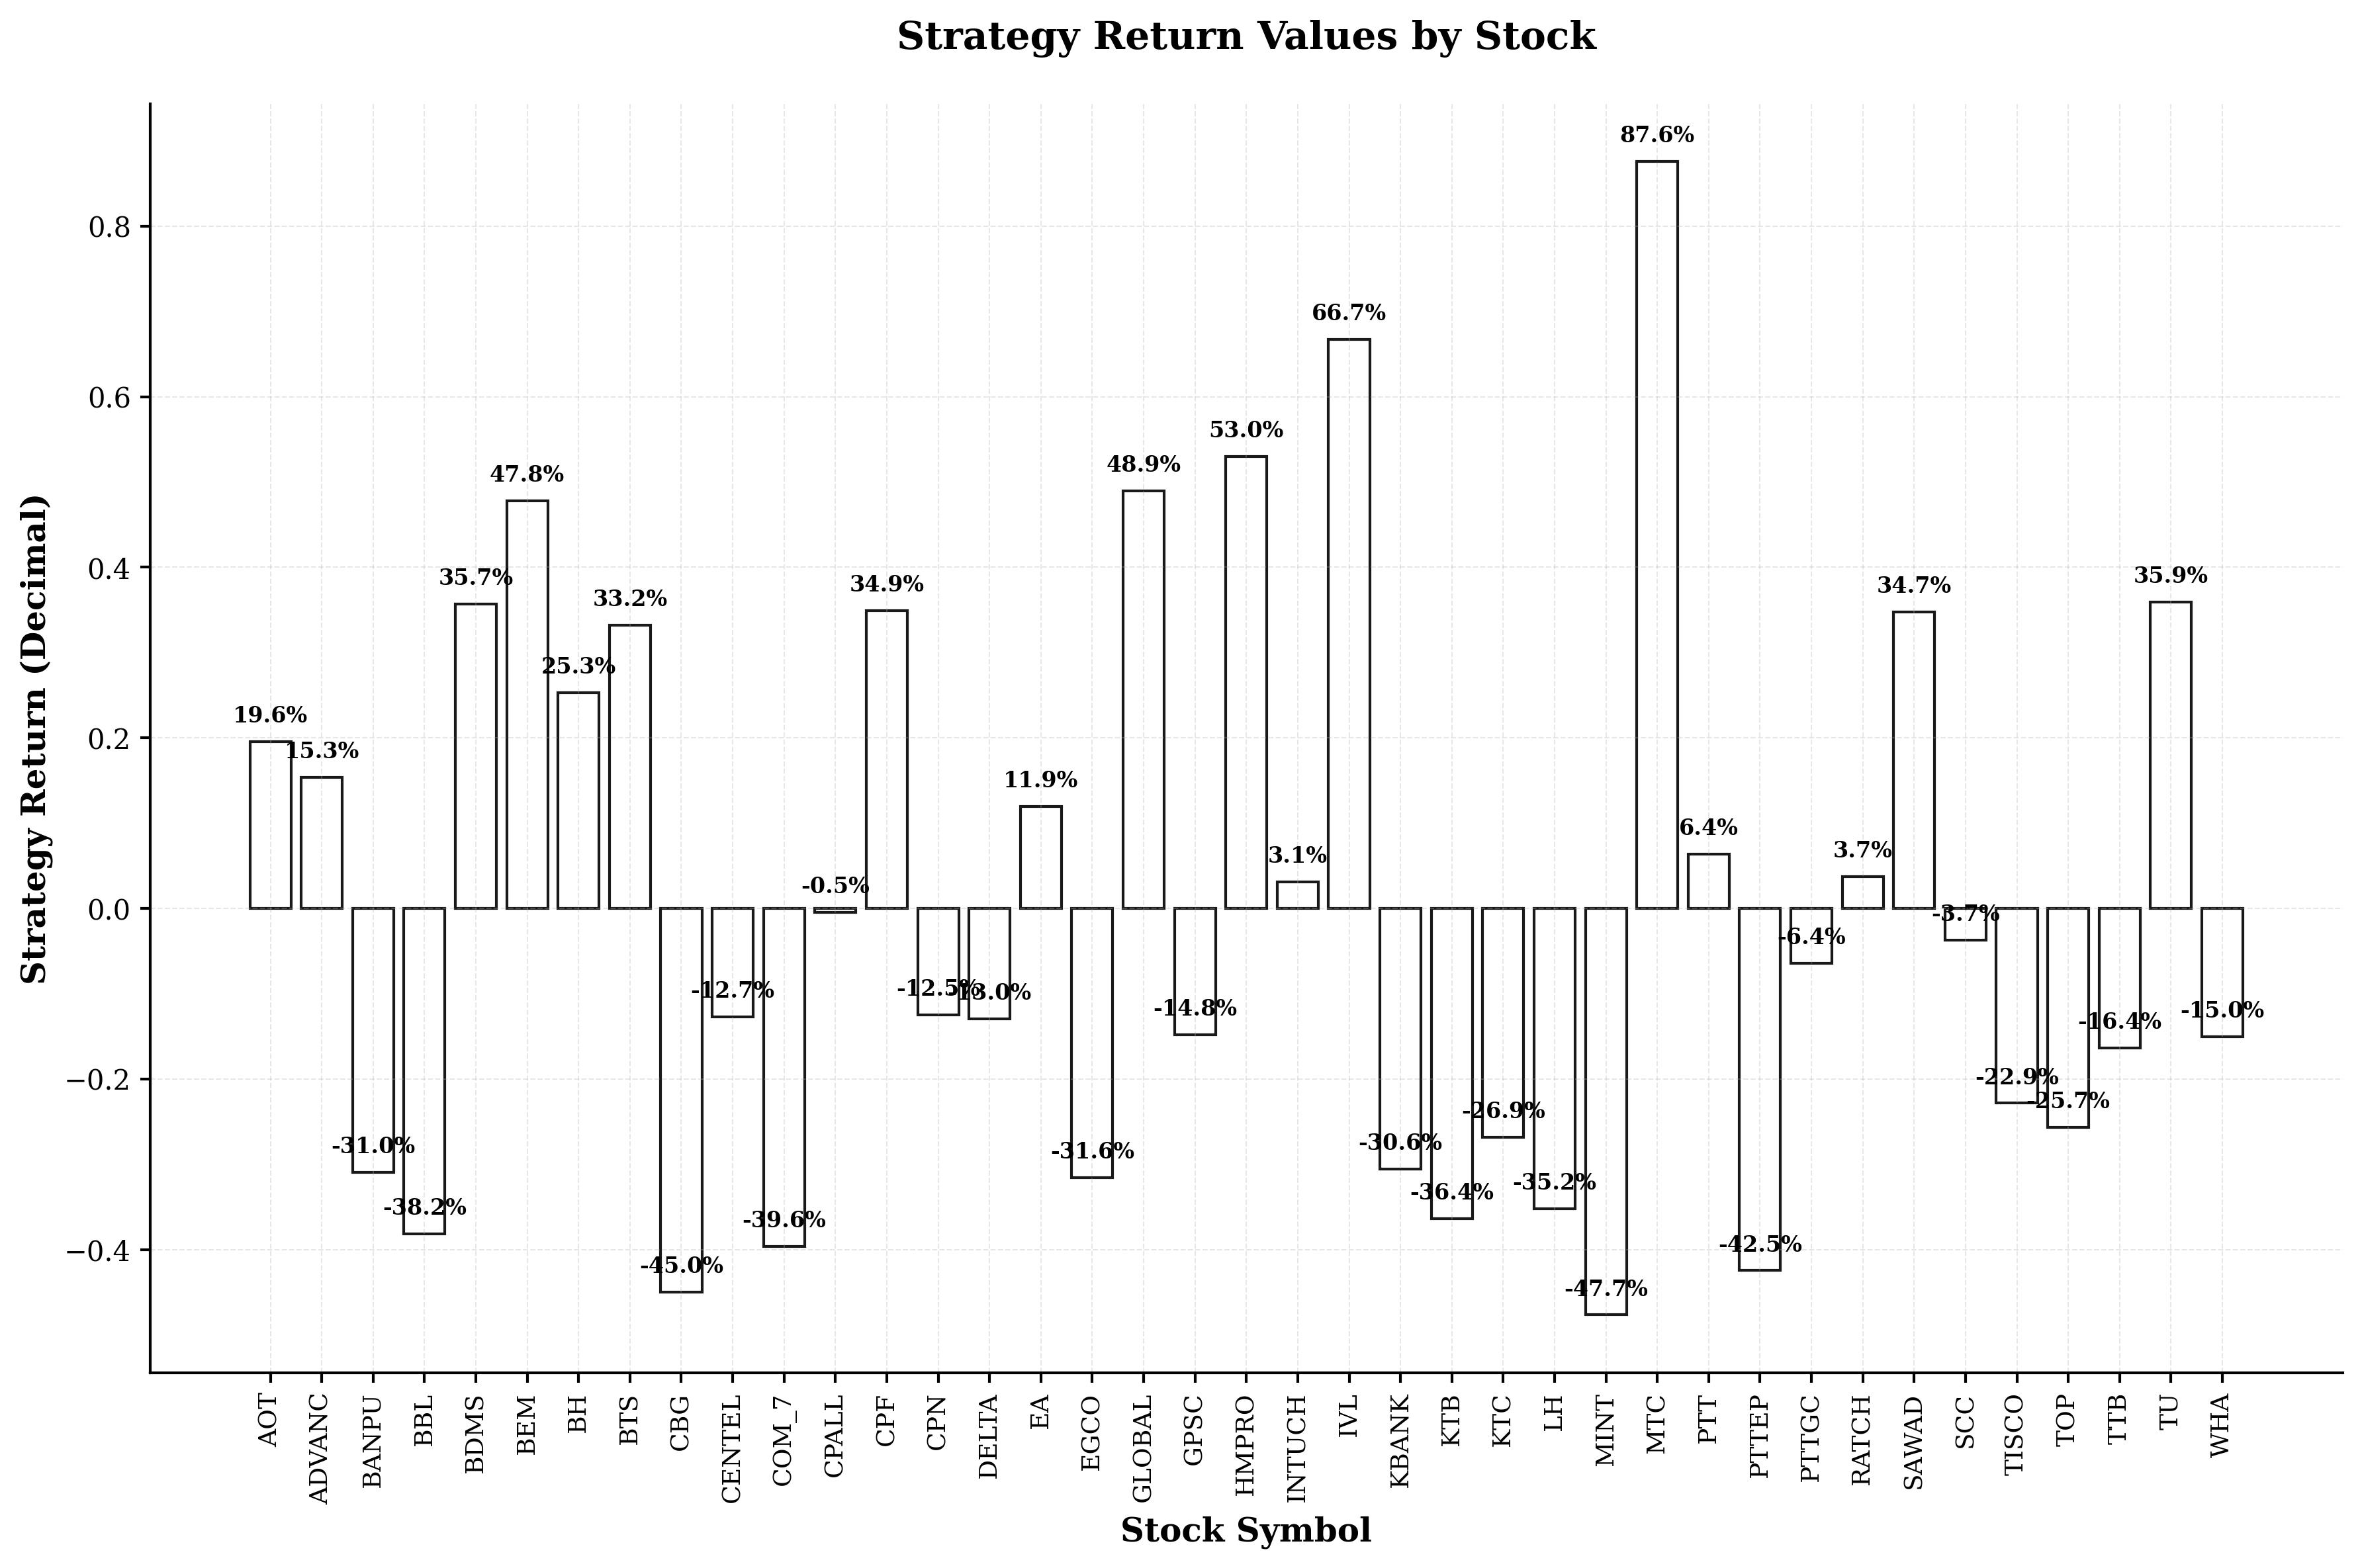 Strategy Return Values by Stock
Strategy Return (Decimal)
0.8
0.6
0.4
0.2
0.0
−0.2
−0.4
19.6%
15.3%
-31.0%
-38.2%
35.7%
47.8%
25.3%
33.2%
-45.0%
-12.7%
-39.6%
-0.5%
34.9%
-12.5%
-13.0%
11.9%
-31.6%
48.9%
-14.8%
53.0%
3.1%
66.7%
-30.6%
-36.4%
-26.9%
-35.2%
-47.7%
87.6%
6.4%
-42.5%
-6.4%
3.7%
34.7%
-3.7%
-22.9%
-25.7%
-16.4%
35.9%
-15.0%
AOT
ADVANC
BANPU
BBL
BDMS
BEM
BH
BTS
CBG
CENTEL
COM_7
CPALL
CPF
CPN
DELTA
EA
EGCO
GLOBAL
GPSC
HMPRO
INTUCH
IVL
KBANK
KTB
KTC
LH
MINT
MTC
PTT
PTTEP
PTTGC
RATCH
SAWAD
SCC
TISCO
TOP
TTB
TU
WHA
Stock Symbol